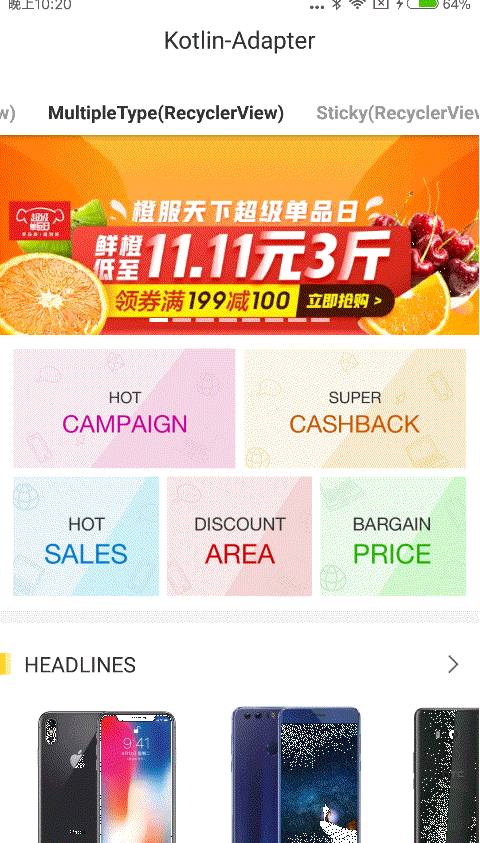 晚上10:20
64%
Kotlin-Adapter
w)
MultipleType(RecyclerView)
Sticky(RecyclerView
超级
单品日
橙服天下超级单品日
鲜橙
低至
11.11元3斤
领券满199减100
立即抢购 >
HOT
CAMPAIGN
SUPER
CASHBACK
HOT
SALES
DISCOUNT
AREA
BARGAIN
PRICE
HEADLINES
9:41